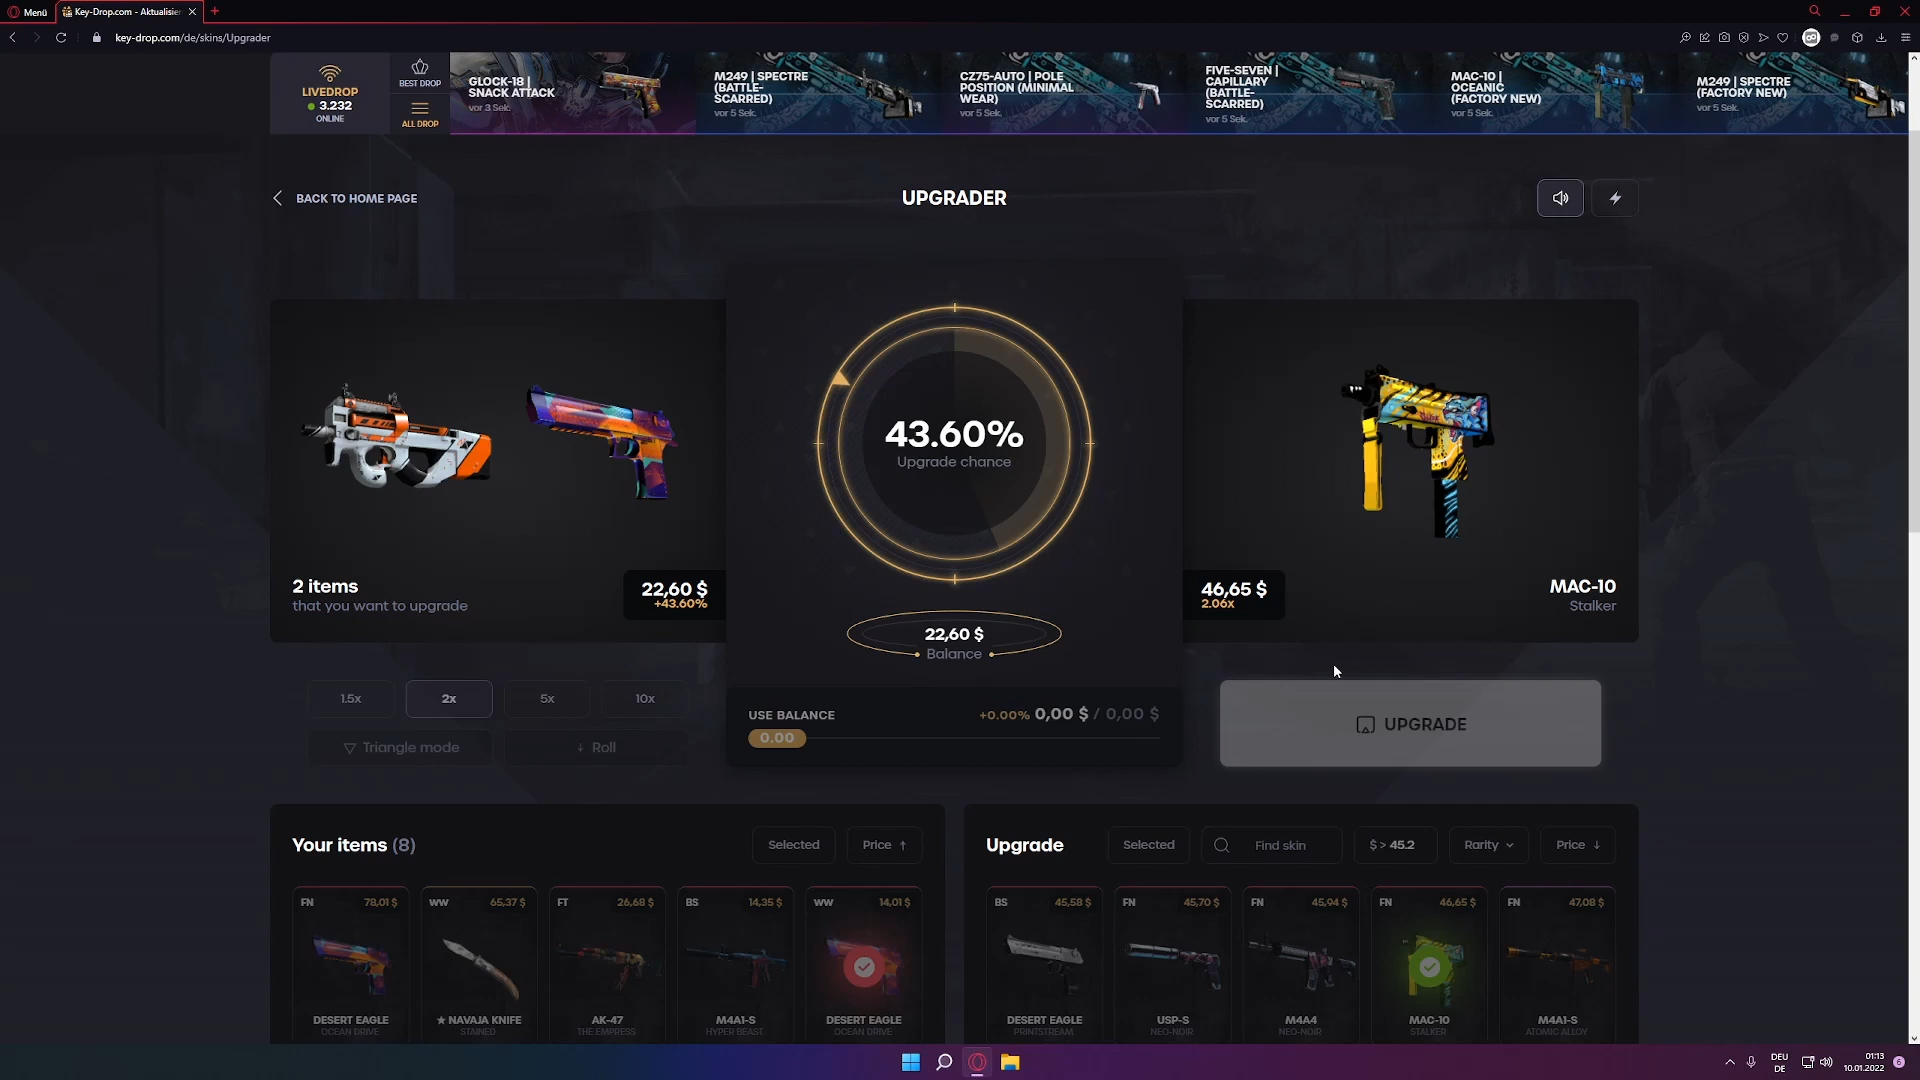 Menü
Key-Drop.com - Aktualisier
key-drop.com/de/skins/Upgrader
LIVEDROP
3.232
ONLINE
BEST DROP
ALL DROP
GLOCK-18 |
SNACK ATTACK
vor 3 Sek.
M249 | SPECTRE
(BATTLE-
SCARRED)
vor 5 Sek.
CZ75-AUTO | POLE
POSITION (MINIMAL
WEAR)
vor 5 Sek.
FIVE-SEVEN |
CAPILLARY
(BATTLE-
SCARRED)
vor 5 Sek.
MAC-10 |
OCEANIC
(FACTORY NEW)
vor 5 Sek.
M249 | SPECTRE
(FACTORY NEW)
vor 5 Sek.
BACK TO HOME PAGE
UPGRADER
43.60%
Upgrade chance
2 items
that you want to upgrade
22,60 $
+43.60%
46,65 $
2.06x
MAC-10
Stalker
22,60 $
Balance
1.5x
2x
5x
10x
Triangle mode
Roll
USE BALANCE
+0.00% 0,00 $ / 0,00 $
0.00
UPGRADE
Your items (8)
Selected
Price
Upgrade
Selected
Find skin
$ > 45.2
Rarity
Price
FN 78,01 $
WW 65,37 $
FT 26,68 $
BS 14,35 $
WW 14,01 $
BS 45,58 $
FN 45,70 $
FN 45,94 $
FN 46,65 $
FN 47,08 $
DESERT EAGLE
OCEAN DRIVE
★ NAVAJA KNIFE
STAINED
AK-47
THE EMPRESS
M4A1-S
HYPER BEAST
DESERT EAGLE
OCEAN DRIVE
DESERT EAGLE
PRINTSTREAM
USP-S
NEO-NOIR
M4A4
NEO-NOIR
MAC-10
STALKER
M4A1-S
ATOMIC ALLOY
DEU
DE
01:13
10.01.2022
6